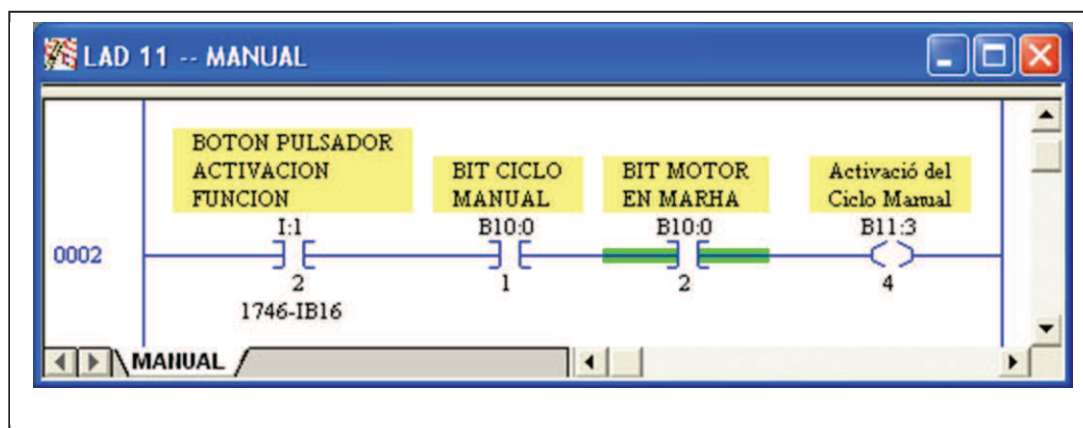 LAD 11 -- MANUAL
BOTON PULSADOR
ACTIVACION
FUNCION
BIT CICLO
MANUAL
BIT MOTOR
EN MARHA
Activació del
Ciclo Manual
I:1
B10:0
B10:0
B11:3
0002
2
1
2
4
1746-IB16
MANUAL